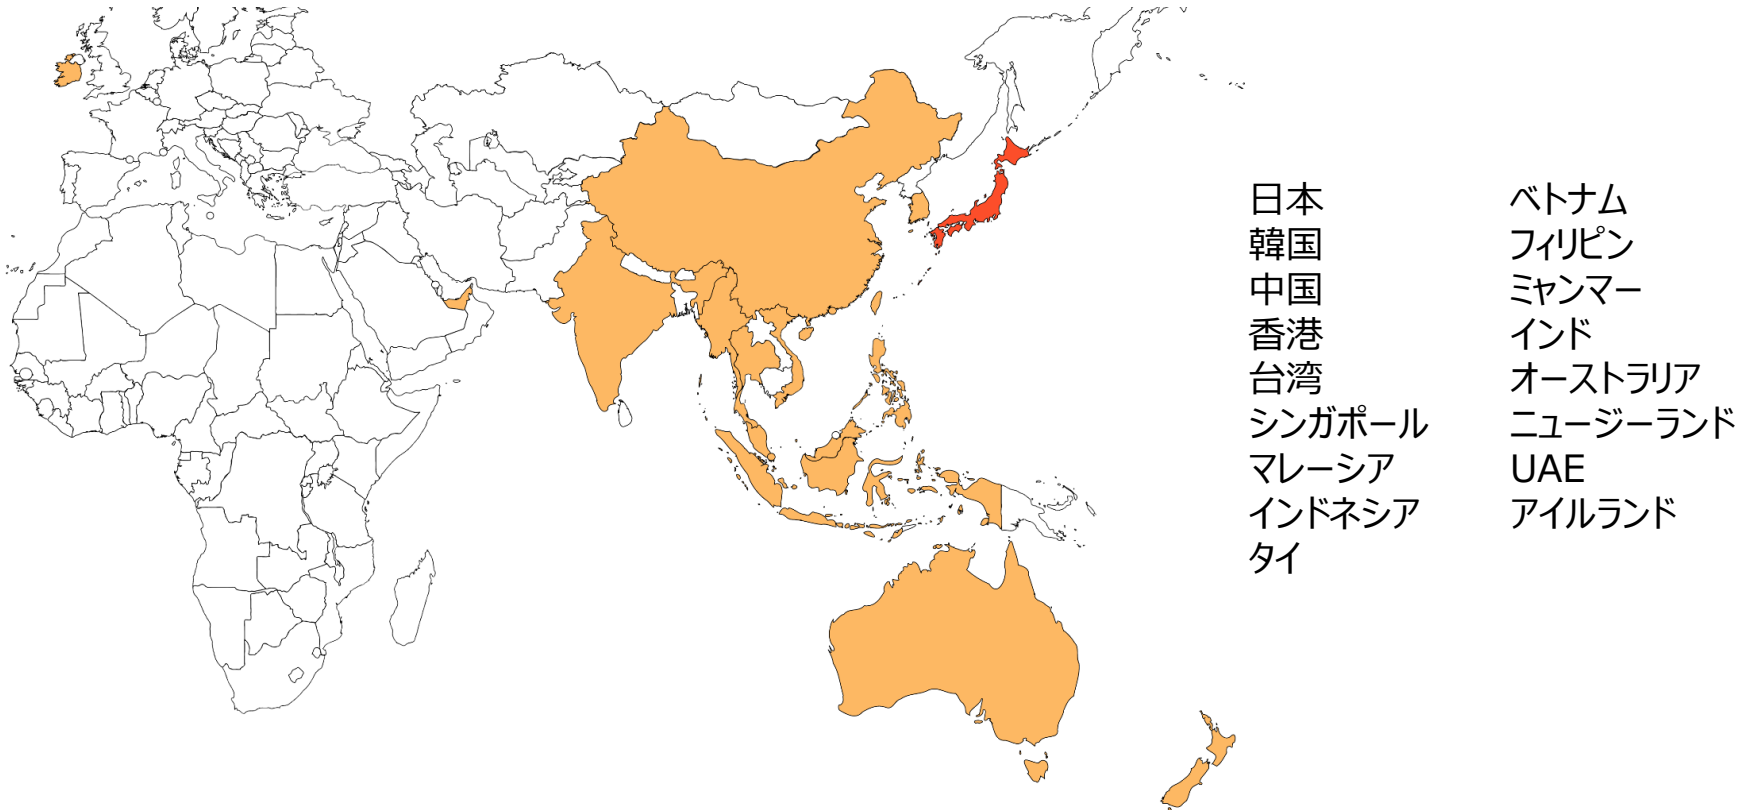 日本
韓国
中国
香港
台湾
シンガポール
マレーシア
インドネシア
タイ
ベトナム
フィリピン
ミャンマー
インド
オーストラリア
ニュージーランド
UAE
アイルランド